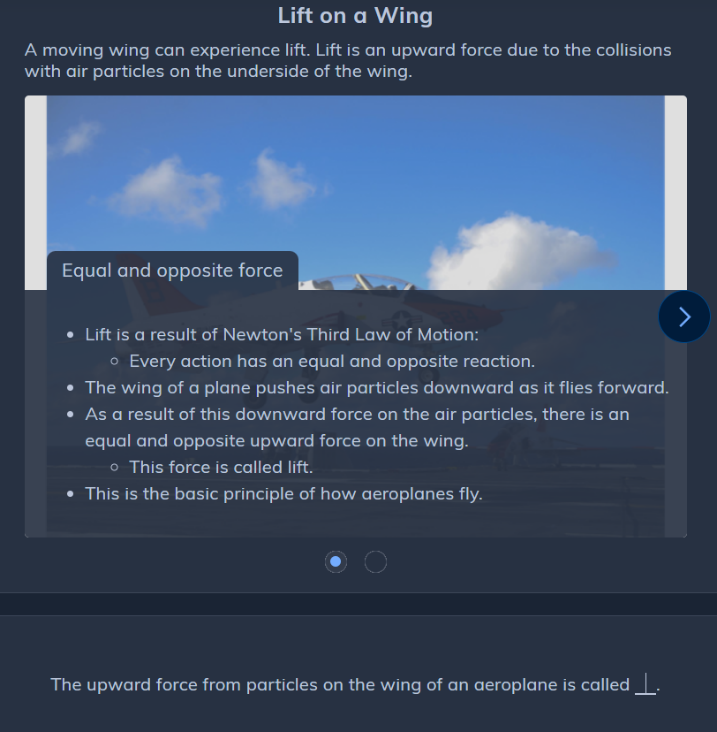 Lift on a Wing
A moving wing can experience lift. Lift is an upward force due to the collisions
with air particles on the underside of the wing.
Equal and opposite force
• Lift is a result of Newton's Third Law of Motion:
◦ Every action has an equal and opposite reaction.
• The wing of a plane pushes air particles downward as it flies forward.
• As a result of this downward force on the air particles, there is an
equal and opposite upward force on the wing.
◦ This force is called lift.
• This is the basic principle of how aeroplanes fly.
The upward force from particles on the wing of an aeroplane is called __.